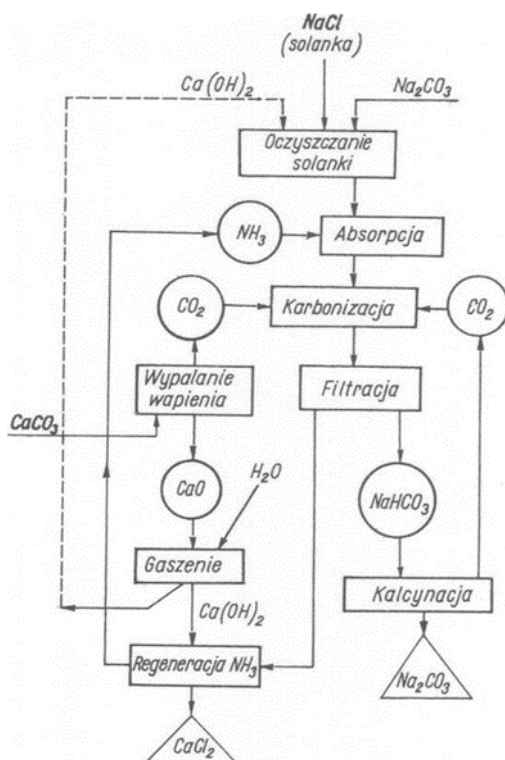 NaCl
(solanka)
Ca(OH)₂
Na₂CO₃
Oczyszczanie
solanki
NH₃
Absorpcja
CO₂
Karbonizacja
CO₂
Wypalanie
wapienia
Filtracja
CaCO₃
CaO
H₂O
NaHCO₃
Gaszenie
Kalcynacja
Ca(OH)₂
Regeneracja NH₃
Na₂CO₃
CaCl₂